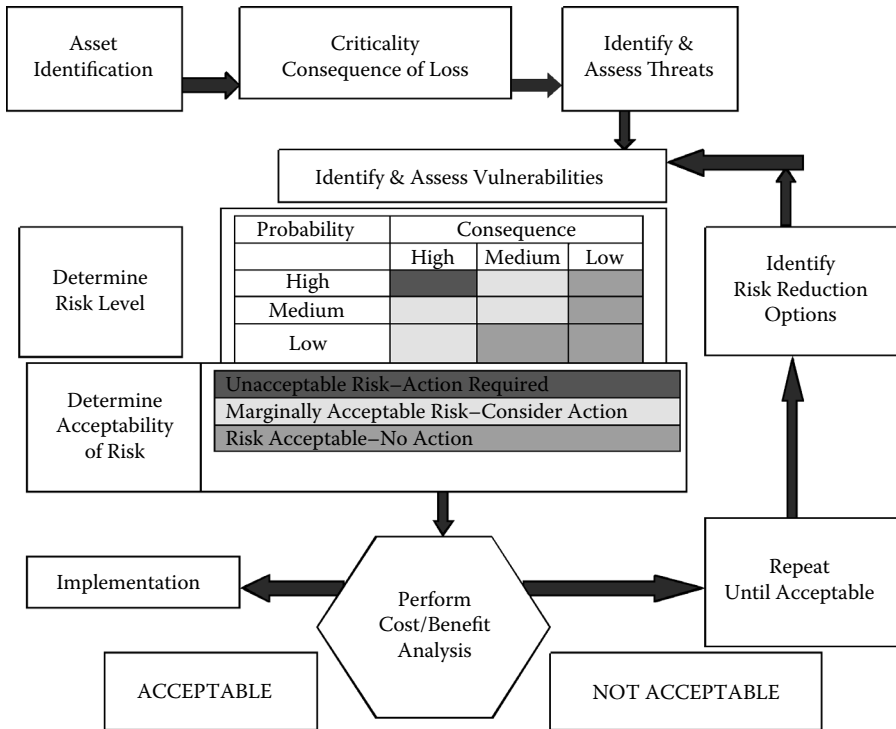 Asset
Identification
Criticality
Consequence of Loss
Identify &
Assess Threats
Identify & Assess Vulnerabilities
Determine
Risk Level
Probability Consequence
High Medium Low
High
Medium
Low
Identify
Risk Reduction
Options
Determine
Acceptability
of Risk
Unacceptable Risk–Action Required
Marginally Acceptable Risk–Consider Action
Risk Acceptable–No Action
Implementation
Perform
Cost/Benefit
Analysis
Repeat
Until Acceptable
ACCEPTABLE
NOT ACCEPTABLE